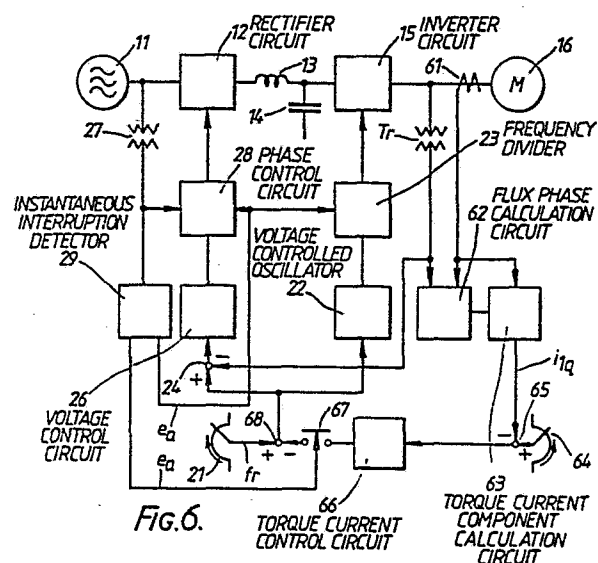 11
12
RECTIFIER
CIRCUIT
13
14
15
INVERTER
CIRCUIT
61
16
M
27
Tr
23
FREQUENCY
DIVIDER
28 PHASE
CONTROL
CIRCUIT
INSTANTANEOUS
INTERRUPTION
DETECTOR
29
VOLTAGE
CONTROLLED
OSCILLATOR
22
62
FLUX PHASE
CALCULATION
CIRCUIT
i1q
24
+
-
26
VOLTAGE
CONTROL
CIRCUIT
ea
ea
21
fr
68
+
-
67
66
TORQUE CURRENT
CONTROL CIRCUIT
65
-
+
64
63
TORQUE CURRENT
COMPONENT
CALCULATION
CIRCUIT
FIG.6.